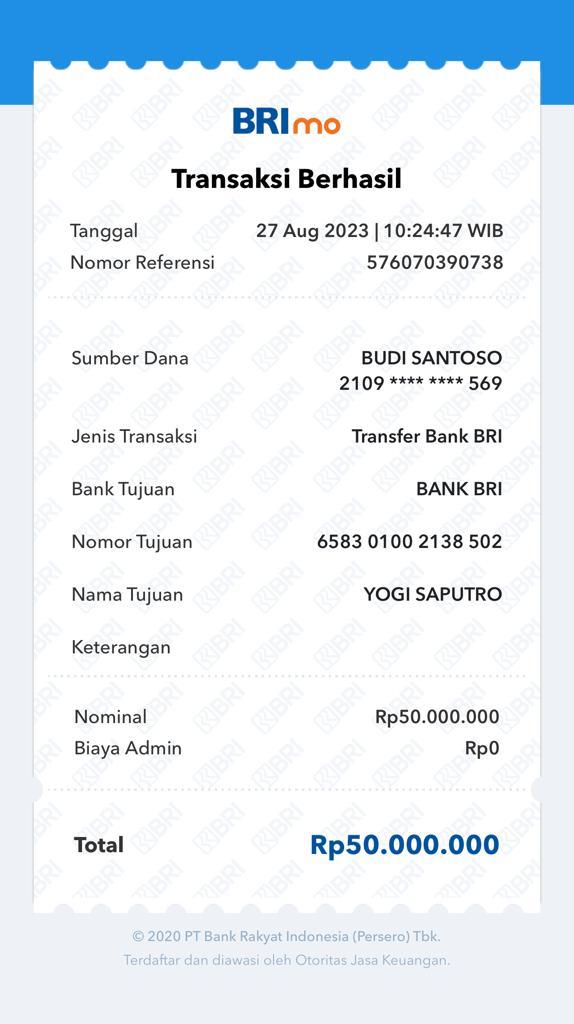 BRImo
Transaksi Berhasil
Tanggal 27 Aug 2023 | 10:24:47 WIB
Nomor Referensi 576070390738
Sumber Dana BUDI SANTOSO
2109 **** **** 569
Jenis Transaksi Transfer Bank BRI
Bank Tujuan BANK BRI
Nomor Tujuan 6583 0100 2138 502
Nama Tujuan YOGI SAPUTRO
Keterangan
Nominal Rp50.000.000
Biaya Admin Rp0
Total Rp50.000.000
© 2020 PT Bank Rakyat Indonesia (Persero) Tbk.
Terdaftar dan diawasi oleh Otoritas Jasa Keuangan.